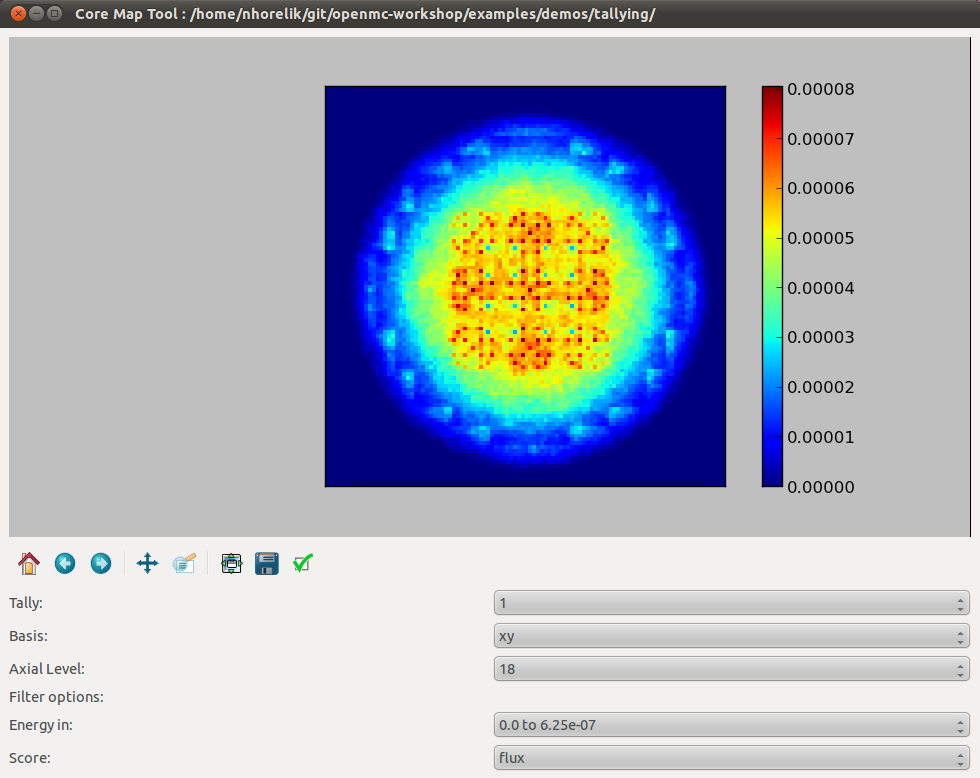 Core Map Tool : /home/nhorelik/git/openmc-workshop/examples/demos/tallying/
0.00008
0.00007
0.00006
0.00005
0.00004
0.00003
0.00002
0.00001
0.00000
Tally: 1
Basis: xy
Axial Level: 18
Filter options:
Energy in: 0.0 to 6.25e-07
Score: flux